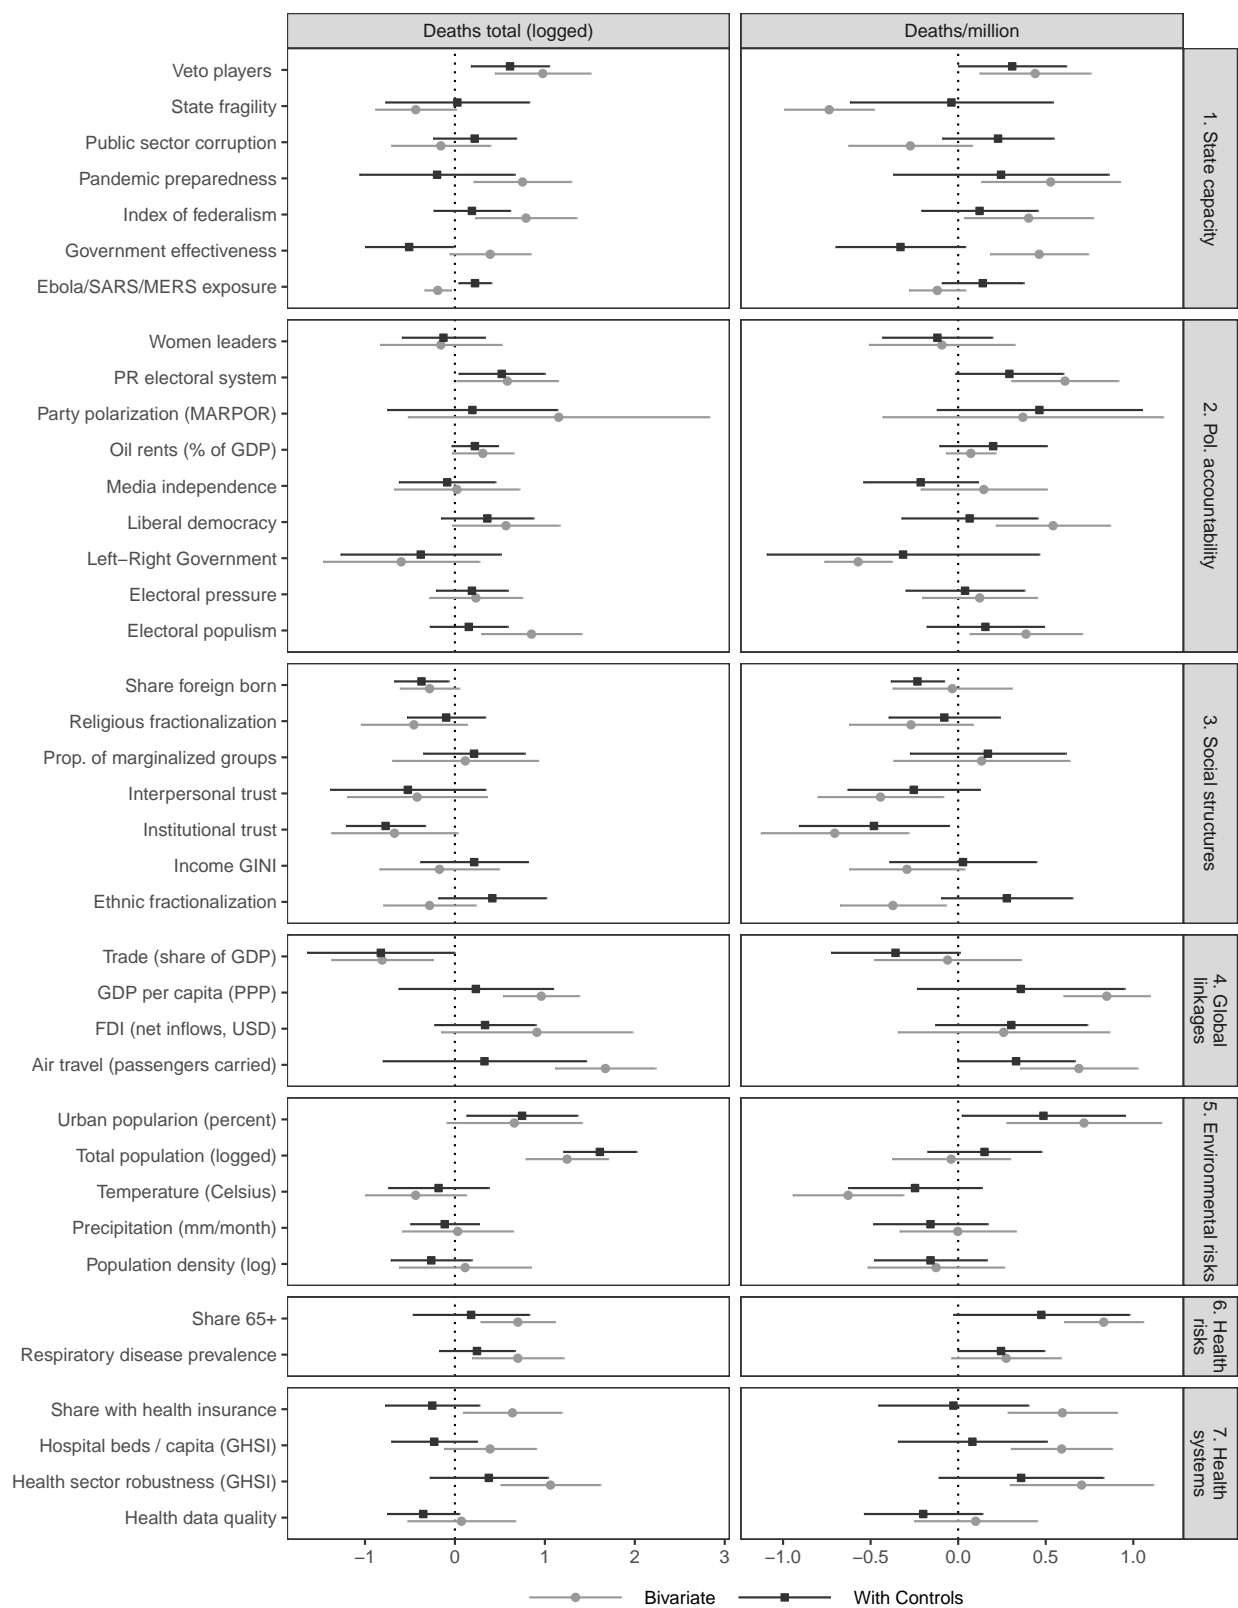 Deaths total (logged)
Deaths/million
Veto players
State fragility
Public sector corruption
Pandemic preparedness
Index of federalism
Government effectiveness
Ebola/SARS/MERS exposure
1. State capacity
Women leaders
PR electoral system
Party polarization (MARPOR)
Oil rents (% of GDP)
Media independence
Liberal democracy
Left−Right Government
Electoral pressure
Electoral populism
2. Pol. accountability
Share foreign born
Religious fractionalization
Prop. of marginalized groups
Interpersonal trust
Institutional trust
Income GINI
Ethnic fractionalization
3. Social structures
Trade (share of GDP)
GDP per capita (PPP)
FDI (net inflows, USD)
Air travel (passengers carried)
4. Global
linkages
Urban popularion (percent)
Total population (logged)
Temperature (Celsius)
Precipitation (mm/month)
Population density (log)
5. Environmental risks
Share 65+
Respiratory disease prevalence
6. Health
risks
Share with health insurance
Hospital beds / capita (GHSI)
Health sector robustness (GHSI)
Health data quality
7. Health
systems
−1 0 1 2 3
−1.0 −0.5 0.0 0.5 1.0
Bivariate With Controls